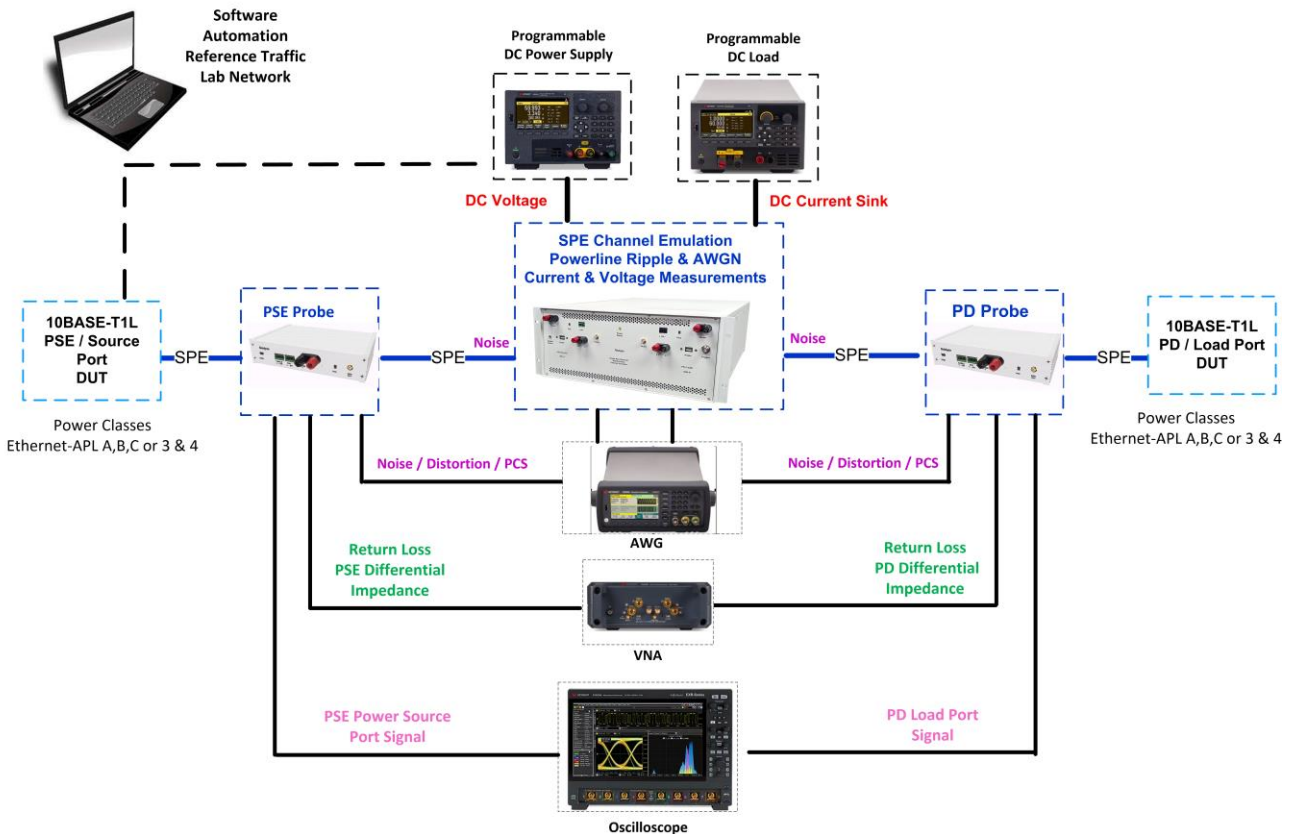 Software
Automation
Reference Traffic
Lab Network
Programmable
DC Power Supply
Programmable
DC Load
DC Voltage
DC Current Sink
SPE Channel Emulation
Powerline Ripple & AWGN
Current & Voltage Measurements
10BASE-T1L
PSE / Source
Port
DUT
SPE
PSE Probe
SPE
Noise
Noise
SPE
PD Probe
SPE
10BASE-T1L
PD / Load Port
DUT
Power Classes
Ethernet-APL A,B,C or 3 & 4
Power Classes
Ethernet-APL A,B,C or 3 & 4
Noise / Distortion / PCS
Noise / Distortion / PCS
AWG
Return Loss
PSE Differential
Impedance
Return Loss
PD Differential
Impedance
VNA
PSE Power Source
Port Signal
PD Load Port
Signal
Oscilloscope